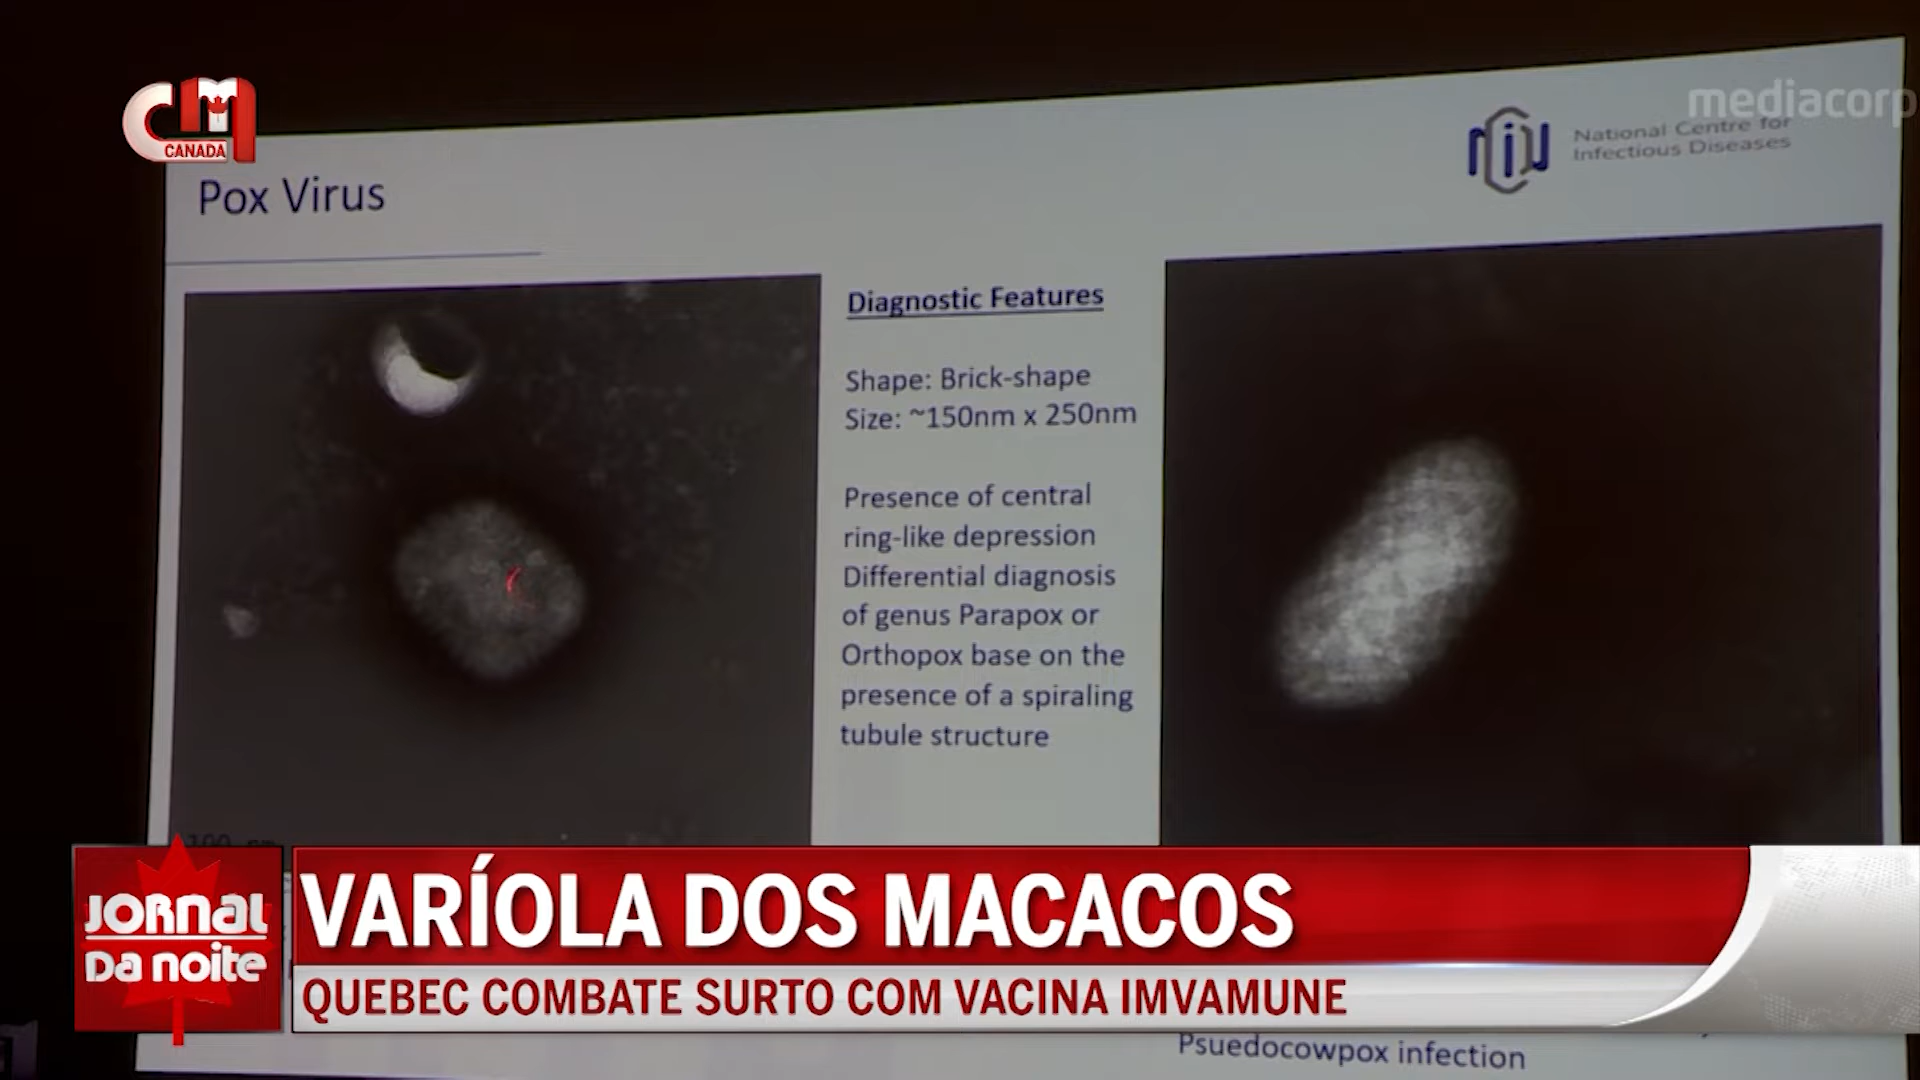 CM
CANADA
mediacorp
NCID
National Centre for
Infectious Diseases
Pox Virus
Diagnostic Features
Shape: Brick-shape
Size: ~150nm x 250nm
Presence of central
ring-like depression
Differential diagnosis
of genus Parapox or
Orthopox base on the
presence of a spiraling
tubule structure
JORNAL
DA NOITE
VARÍOLA DOS MACACOS
QUEBEC COMBATE SURTO COM VACINA IMVAMUNE
Psuedocowpox infection